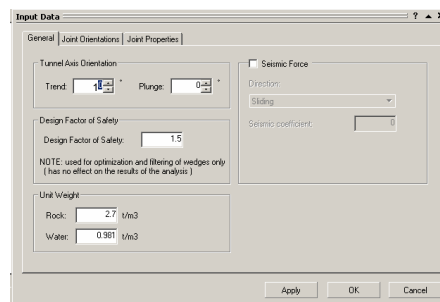 Input Data
General Joint Orientations Joint Properties
Tunnel Axis Orientation
Trend: ° Plunge: 0 °
Design Factor of Safety
Design Factor of Safety: 1.5
NOTE: used for optimization and filtering of wedges only
( has no effect on the results of the analysis )
Unit Weight
Rock: 2.7 t/m3
Water: 0.981 t/m3
Seismic Force
Direction:
Sliding
Seismic coefficient: 0
Apply OK Cancel